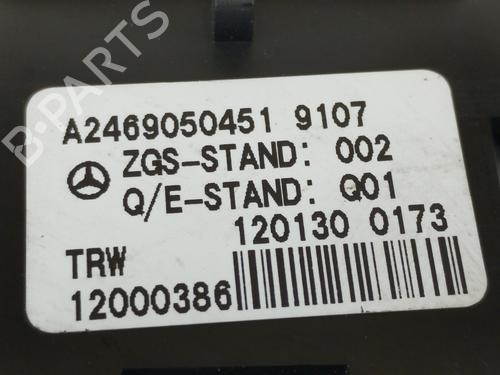 B-PARTS
A2469050451 9107
ZGS-STAND: 002
Q/E-STAND: Q01
120130 0173
TRW
12000386